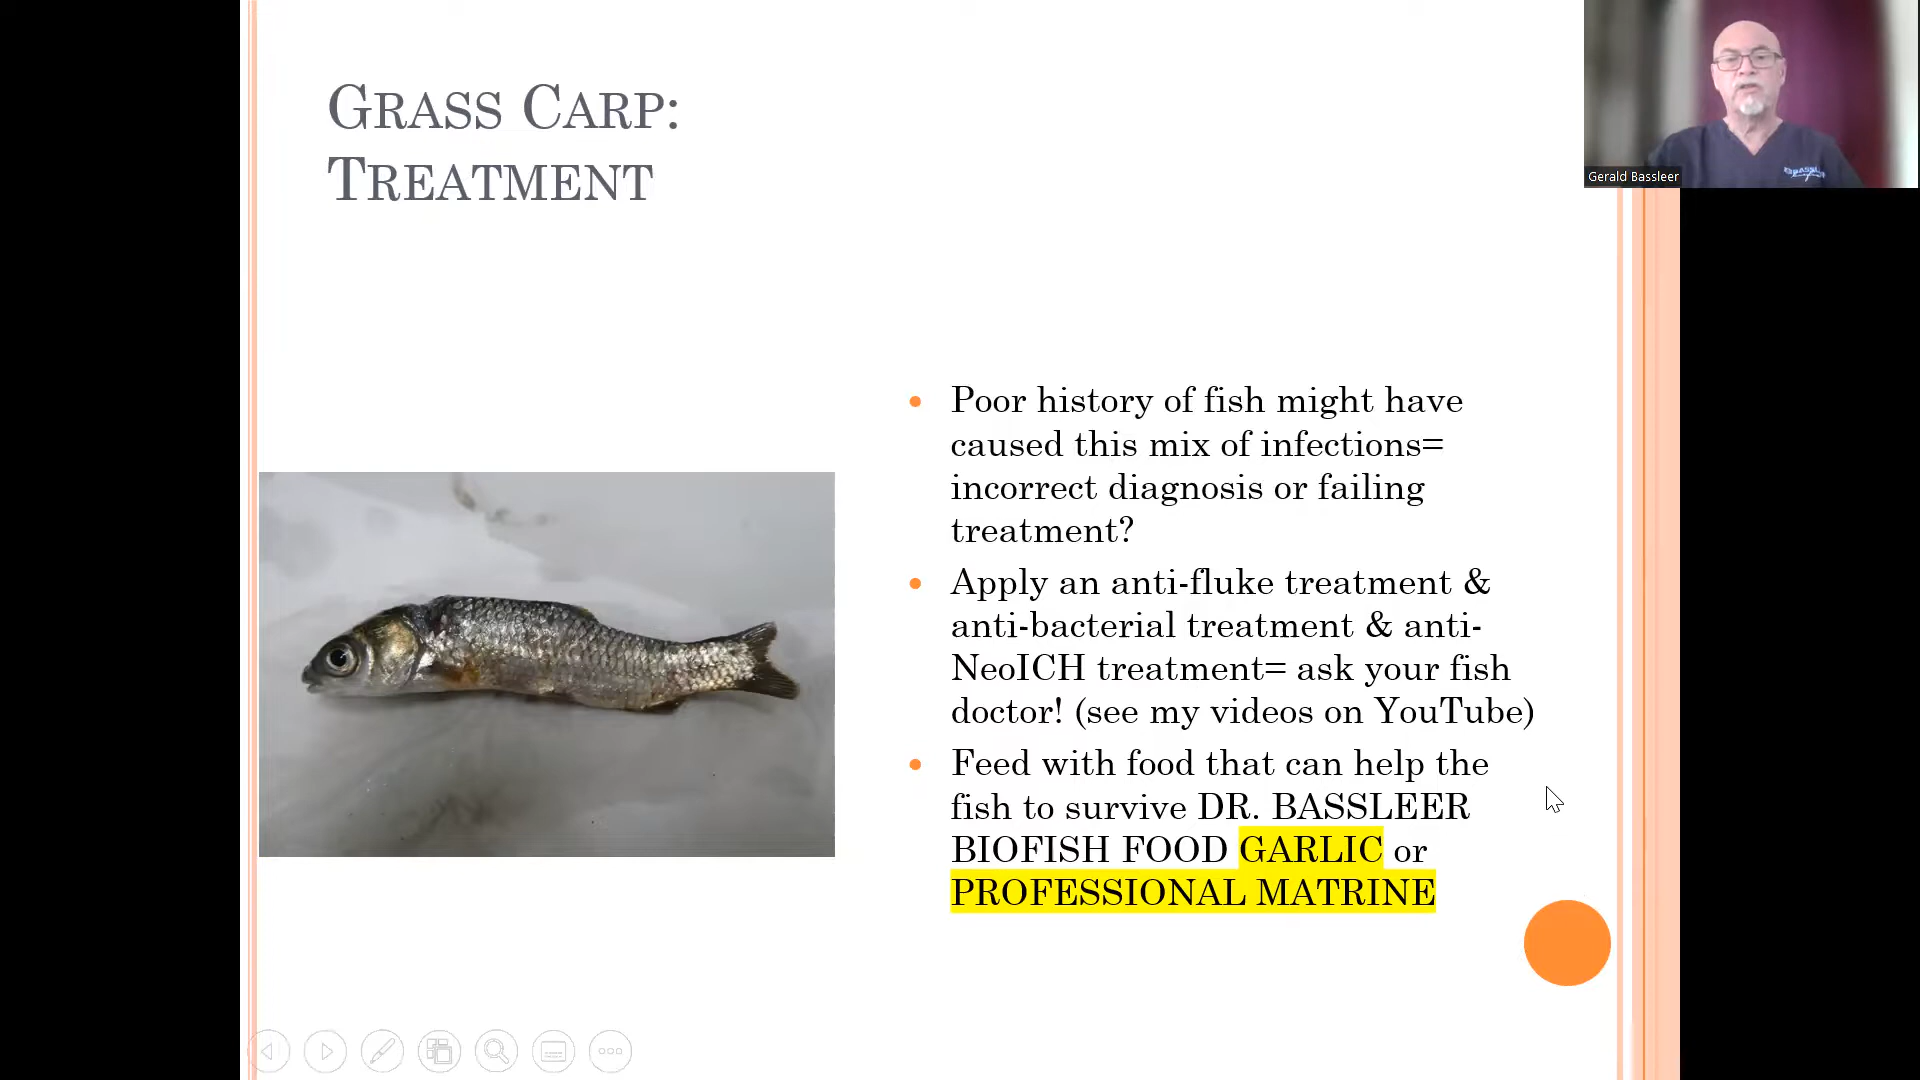 GRASS CARP:
TREATMENT
Gerald Bassleer
Poor history of fish might have
caused this mix of infections=
incorrect diagnosis or failing
treatment?
Apply an anti-fluke treatment &
anti-bacterial treatment & anti-
NeoICH treatment= ask your fish
doctor! (see my videos on YouTube)
Feed with food that can help the
fish to survive DR. BASSLEER
BIOFISH FOOD GARLIC or
PROFESSIONAL MATRINE